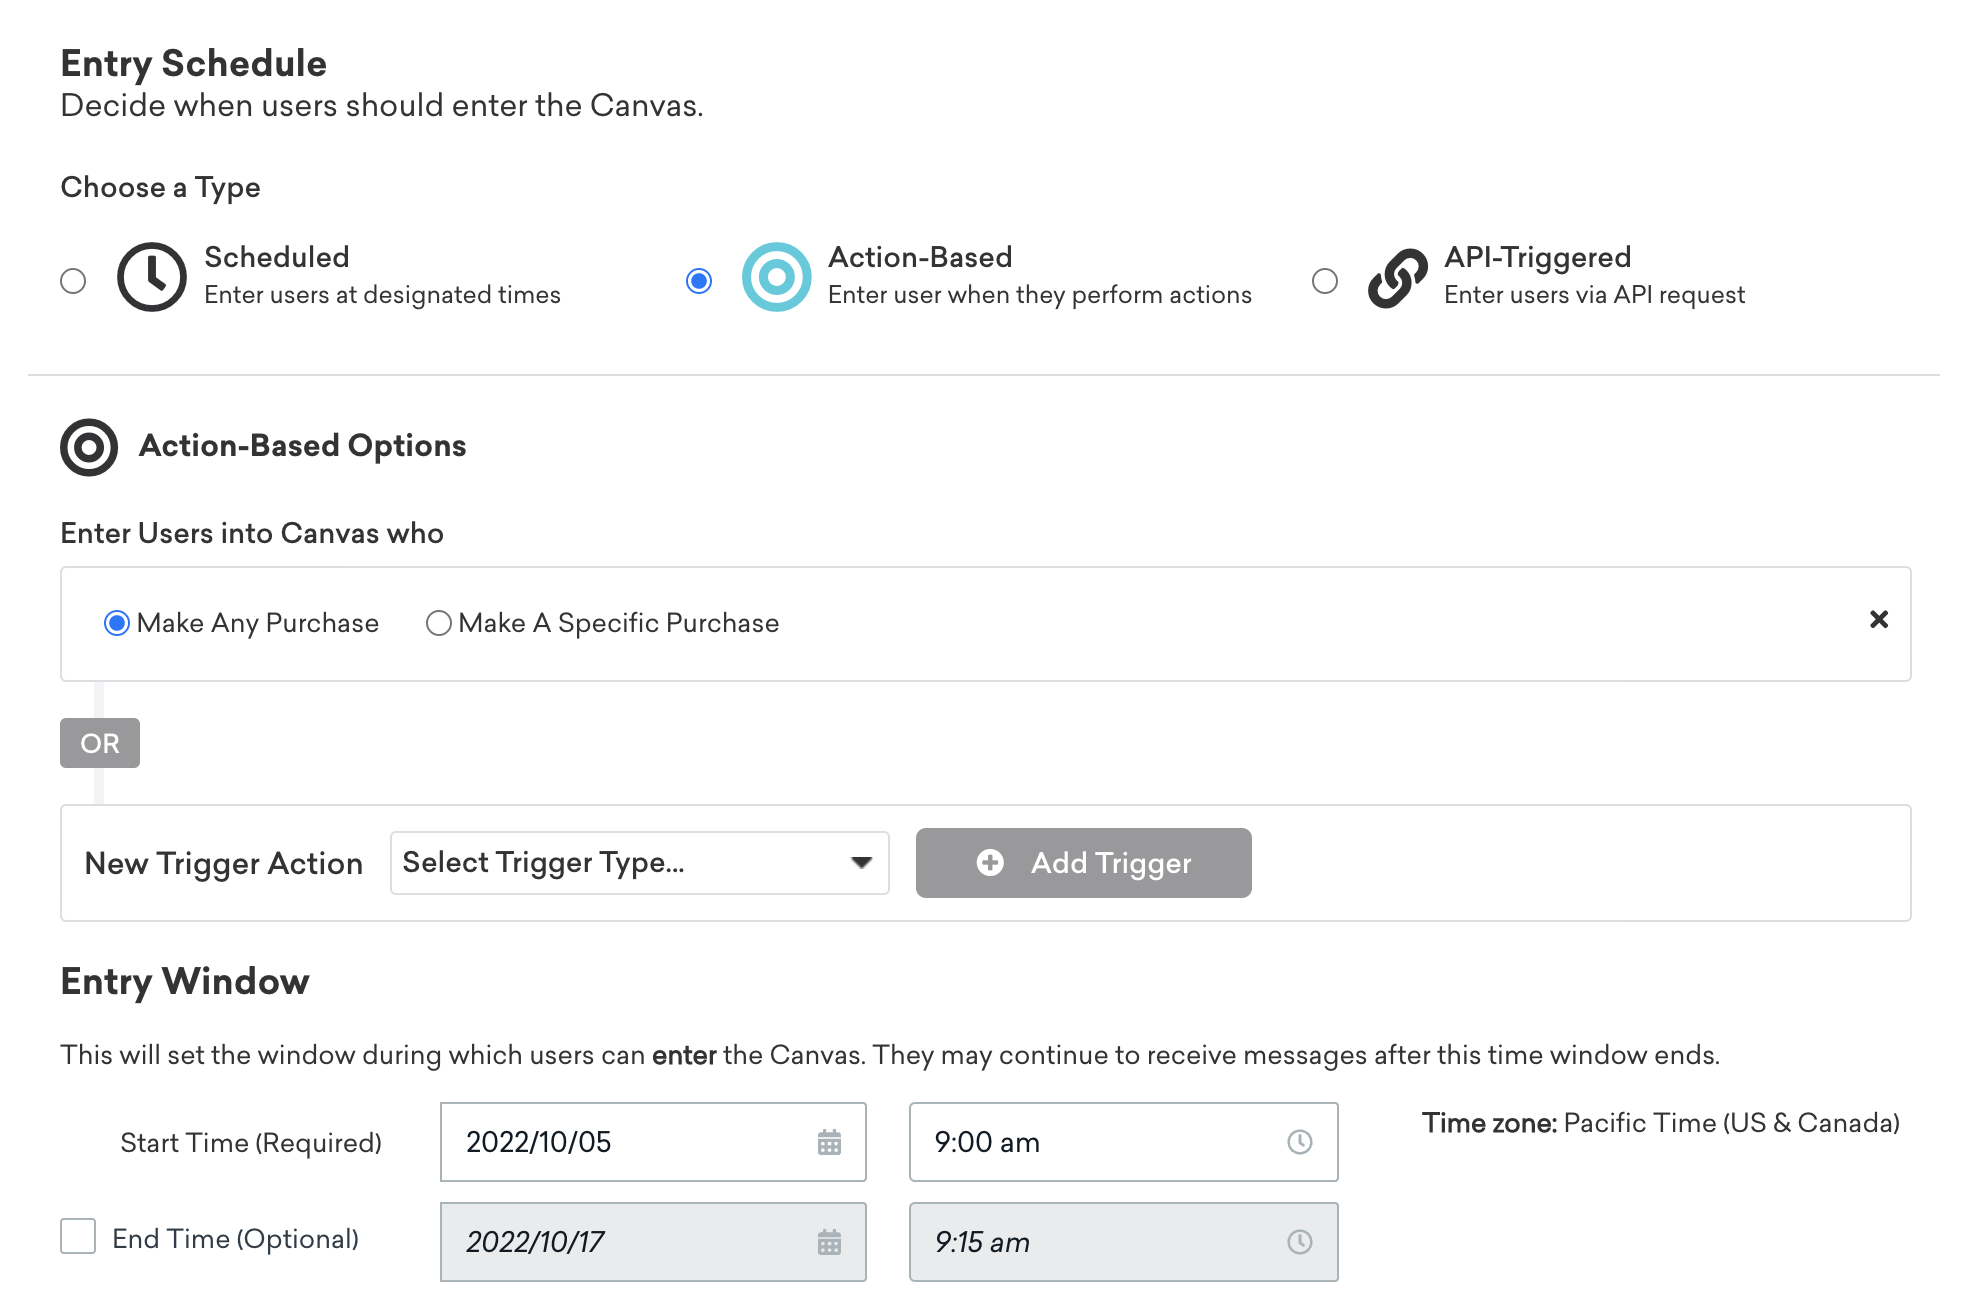 Entry Schedule
Decide when users should enter the Canvas.
Choose a Type
Scheduled
Enter users at designated times
Action-Based
Enter user when they perform actions
API-Triggered
Enter users via API request
Action-Based Options
Enter Users into Canvas who
Make Any Purchase Make A Specific Purchase
OR
New Trigger Action Select Trigger Type... Add Trigger
Entry Window
This will set the window during which users can enter the Canvas. They may continue to receive messages after this time window ends.
Start Time (Required) 2022/10/05 9:00 am Time zone: Pacific Time (US & Canada)
End Time (Optional) 2022/10/17 9:15 am